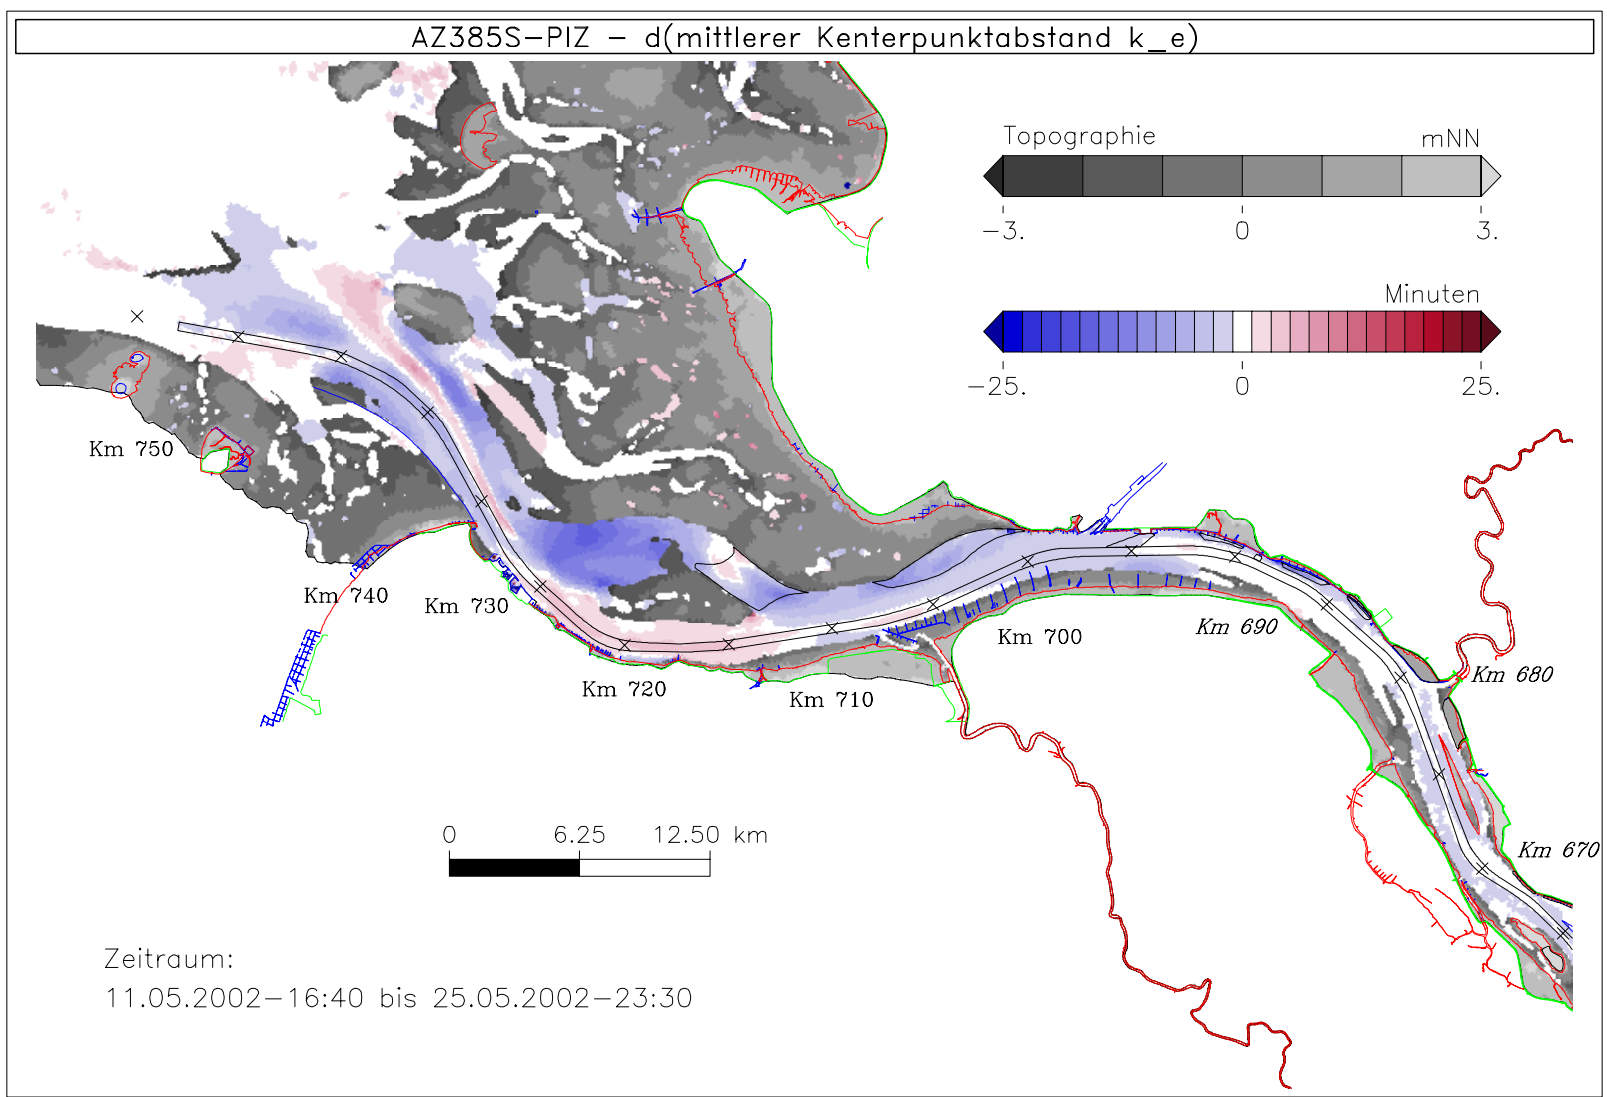 AZ385S-PIZ - d(mittlerer Kenterpunktabstand k_e)
Topographie mNN
-3. 0 3.
Minuten
-25. 0 25.
Km 750
Km 740
Km 730
Km 720
Km 710
Km 700
Km 690
Km 680
Km 670
0 6.25 12.50 km
Zeitraum:
11.05.2002-16:40 bis 25.05.2002-23:30